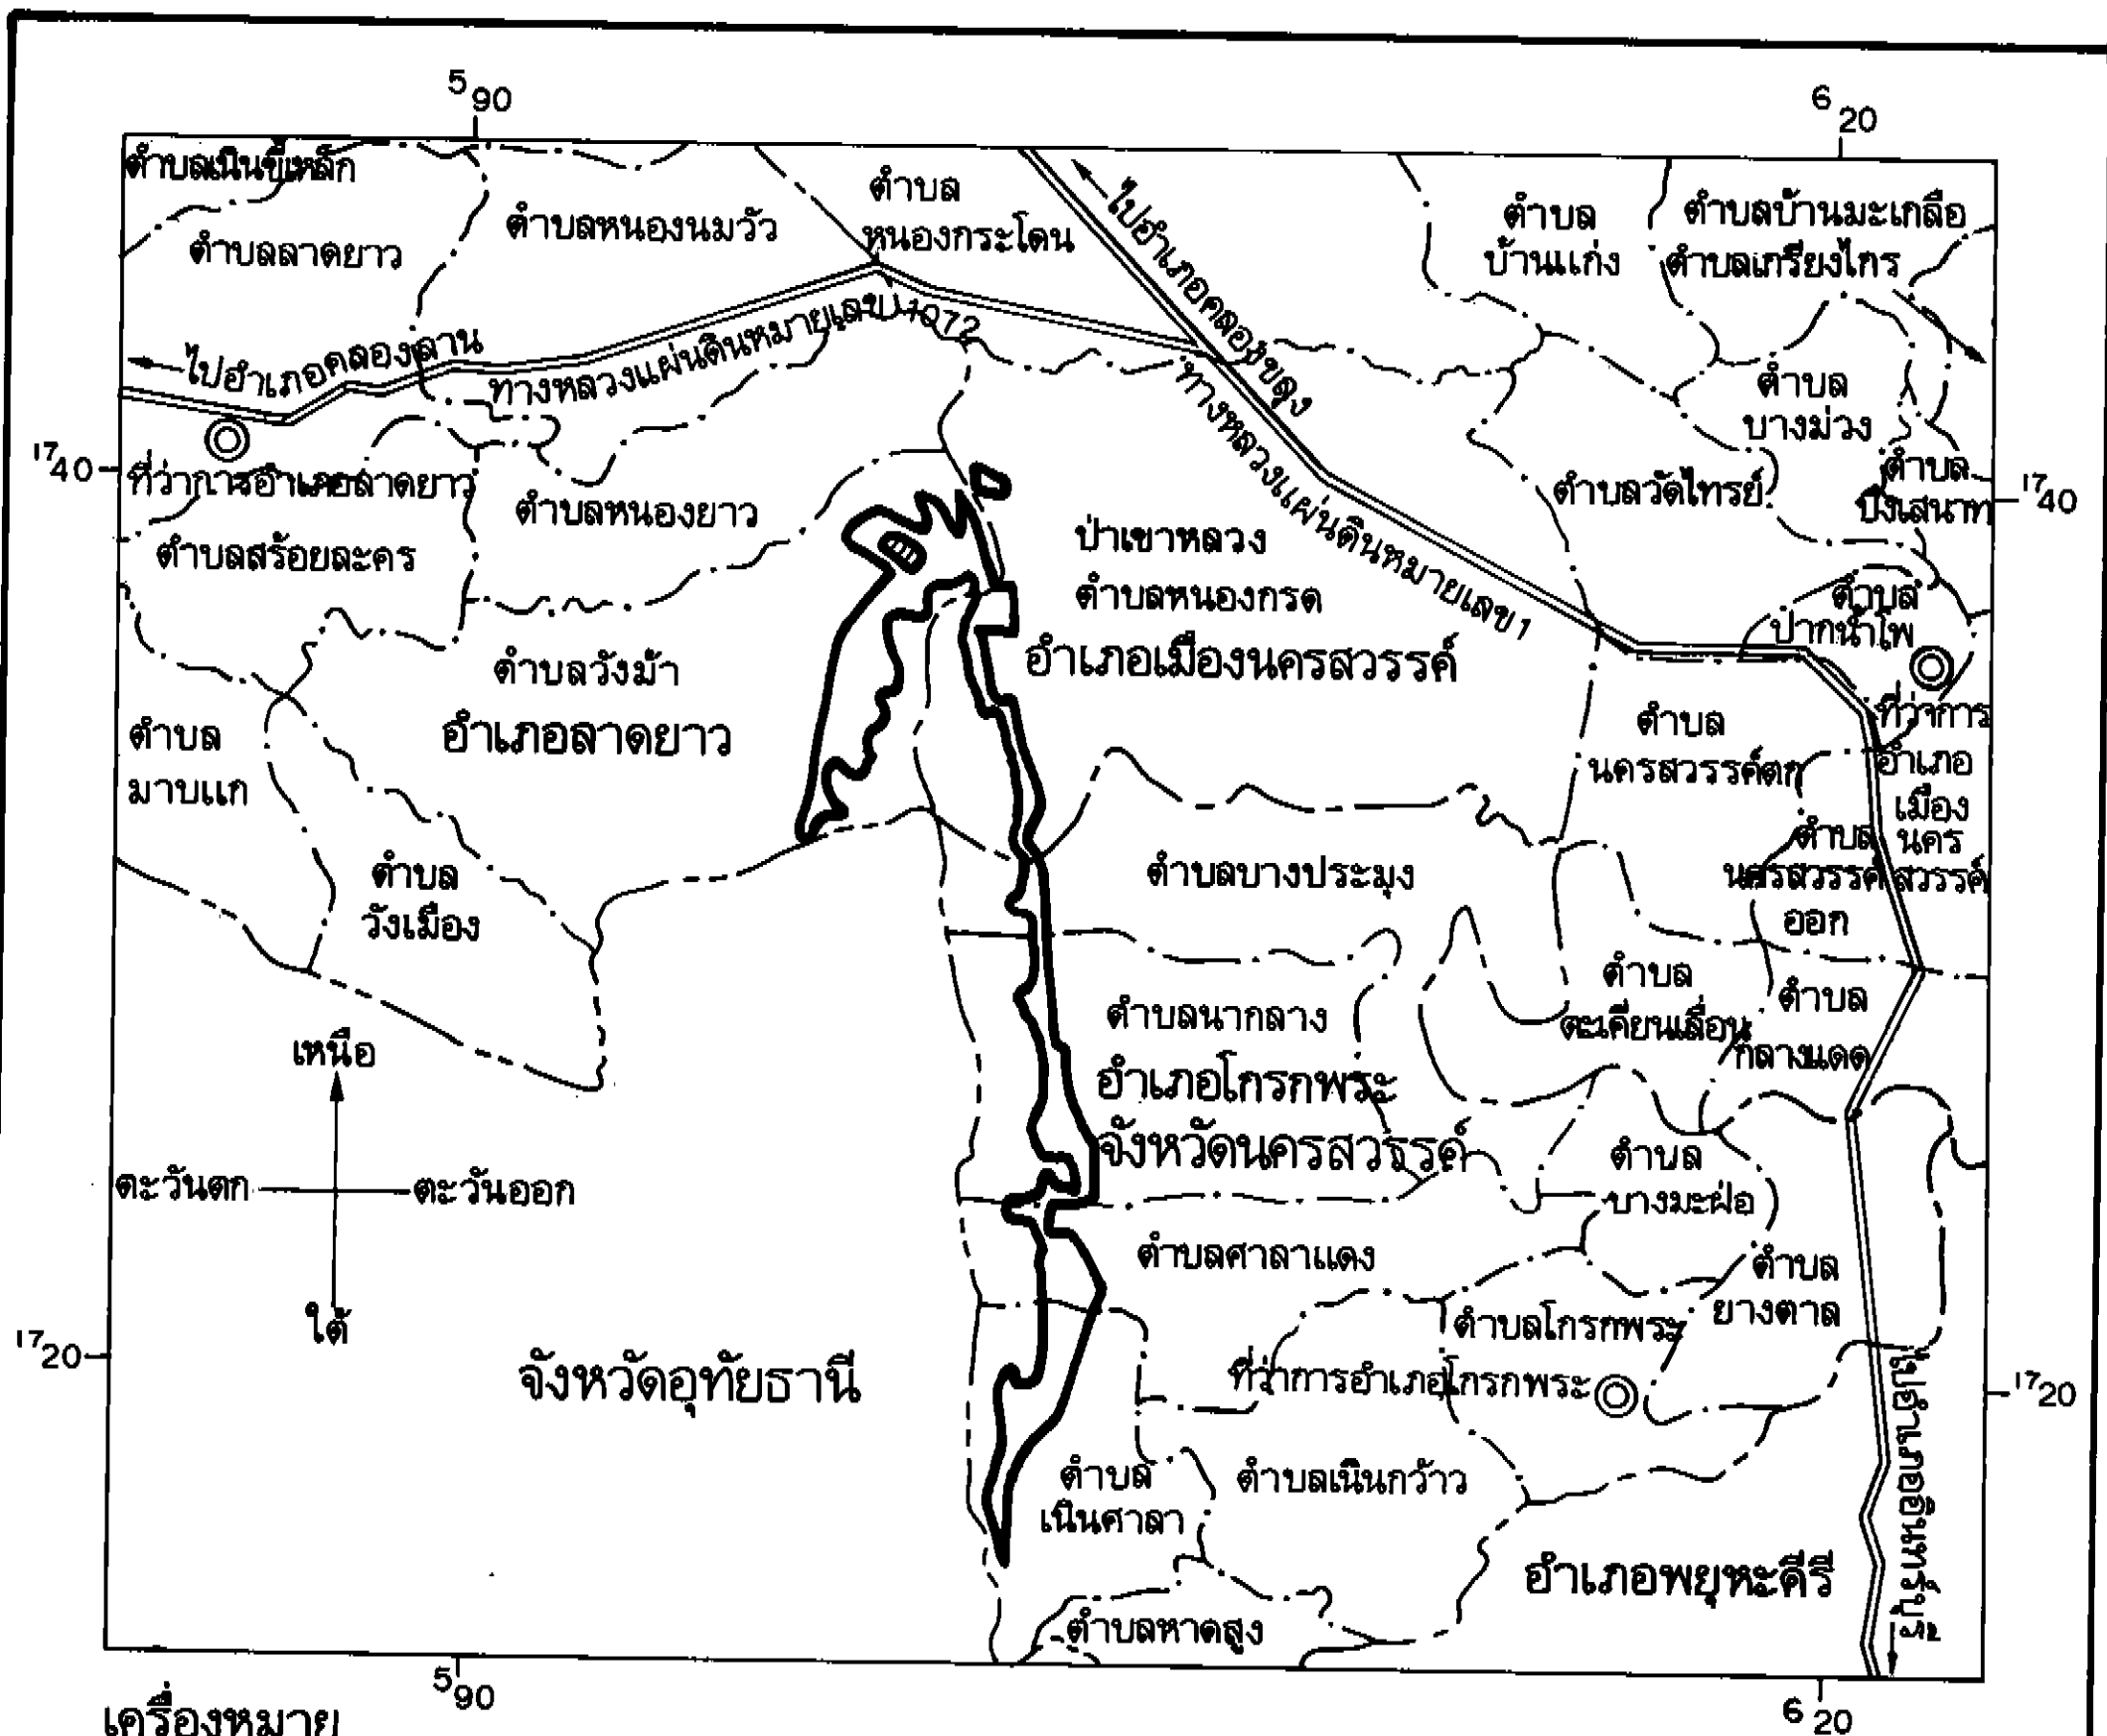 5 90
6 20
ตำบลเนินขี้เหล็ก
ตำบลลาดยาว
ตำบลหนองนมวัว
ตำบล
หนองกระโดน
ไปอำเภอคลองขลุง
ตำบล
บ้านแก่ง
ตำบลบ้านมะเกลือ
ตำบลเกรียงไกร
ไปอำเภอคลองลาน
ทางหลวงแผ่นดินหมายเลข 1072
ทางหลวงแผ่นดินหมายเลข 1
ตำบล
บางม่วง
17 40
ที่ว่าการอำเภอลาดยาว
ตำบลหนองยาว
ตำบลสร้อยละคร
ป่าเขาหลวง
ตำบลหนองกรด
อำเภอเมืองนครสวรรค์
ตำบลวัดไทรย์
ตำบล
บึงเสนาท
17 40
ตำบล
ปากน้ำโพ
ตำบลวังม้า
อำเภอลาดยาว
ตำบล
มาบแก
ตำบล
นครสวรรค์ตก
ที่ว่าการ
อำเภอ
เมือง
นคร
สวรรค์
ตำบล
นครสวรรค์
ออก
ตำบล
วังเมือง
ตำบลบางประมุง
ตำบล
ตะเคียนเลื่อน
ตำบล
กลางแดด
ตำบลนากลาง
อำเภอโกรกพระ
จังหวัดนครสวรรค์
เหนือ
ตะวันตก
ตะวันออก
ใต้
ตำบล
บางมะฝ่อ
ตำบลศาลาแดง
ตำบล
ยางตาล
ตำบลโกรกพระ
17 20
จังหวัดอุทัยธานี
ที่ว่าการอำเภอโกรกพระ
17 20
ตำบล
เนินศาลา
ตำบลเนินกว้าว
ไปอำเภออินทร์บุรี
อำเภอพยุหะคีรี
ตำบลหาดสูง
5 90
6 20
เครื่องหมาย